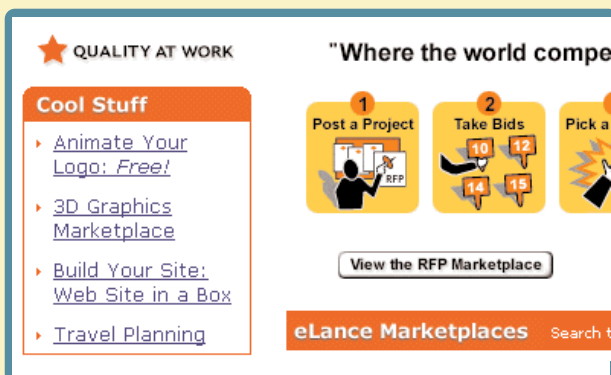 QUALITY AT WORK
"Where the world compe
Cool Stuff
Animate Your
Logo: Free!
3D Graphics
Marketplace
Build Your Site:
Web Site in a Box
Travel Planning
1
Post a Project
RFP
2
Take Bids
10
12
14
15
Pick a
View the RFP Marketplace
eLance Marketplaces Search t